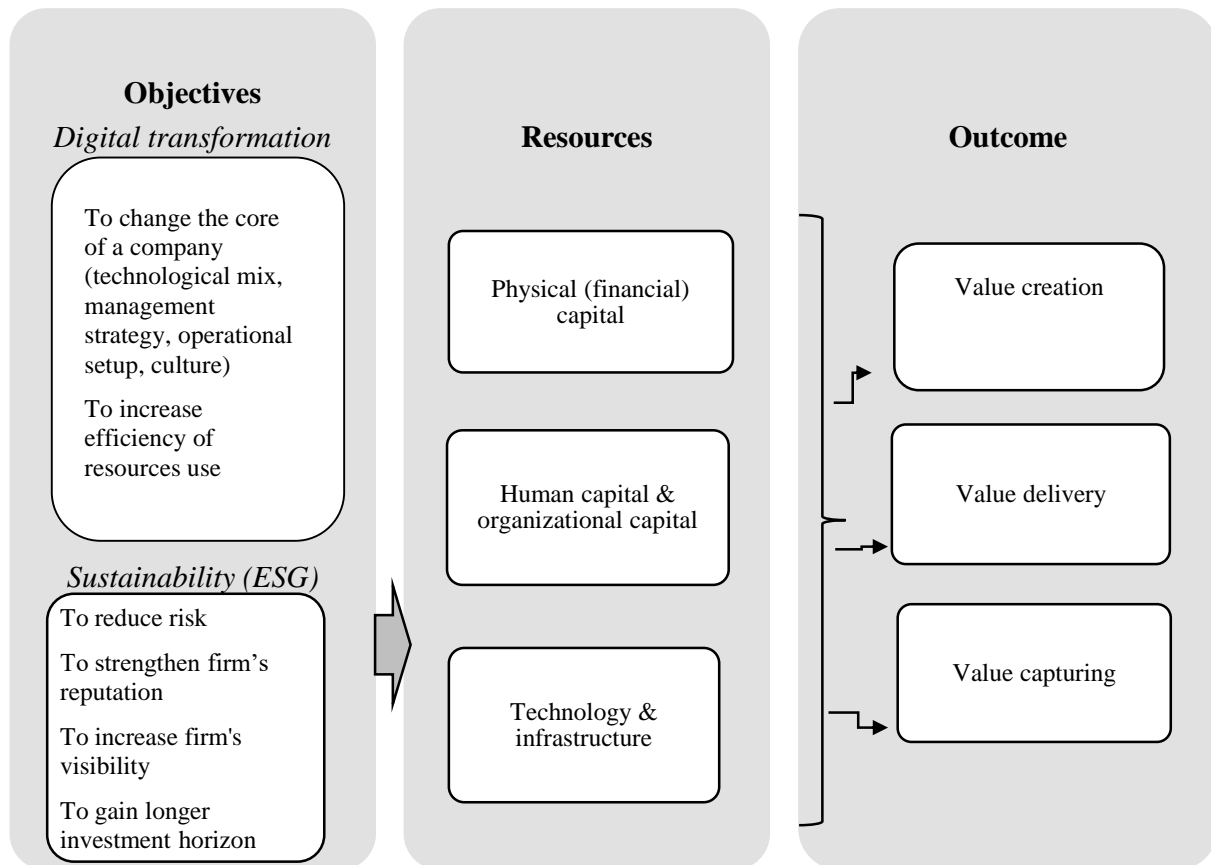 Objectives
Digital transformation
To change the core
of a company
(technological mix,
management
strategy, operational
setup, culture)
To increase
efficiency of
resources use
Sustainability (ESG)
To reduce risk
To strengthen firm’s
reputation
To increase firm's
visibility
To gain longer
investment horizon
Resources
Physical (financial)
capital
Human capital &
organizational capital
Technology &
infrastructure
Outcome
Value creation
Value delivery
Value capturing